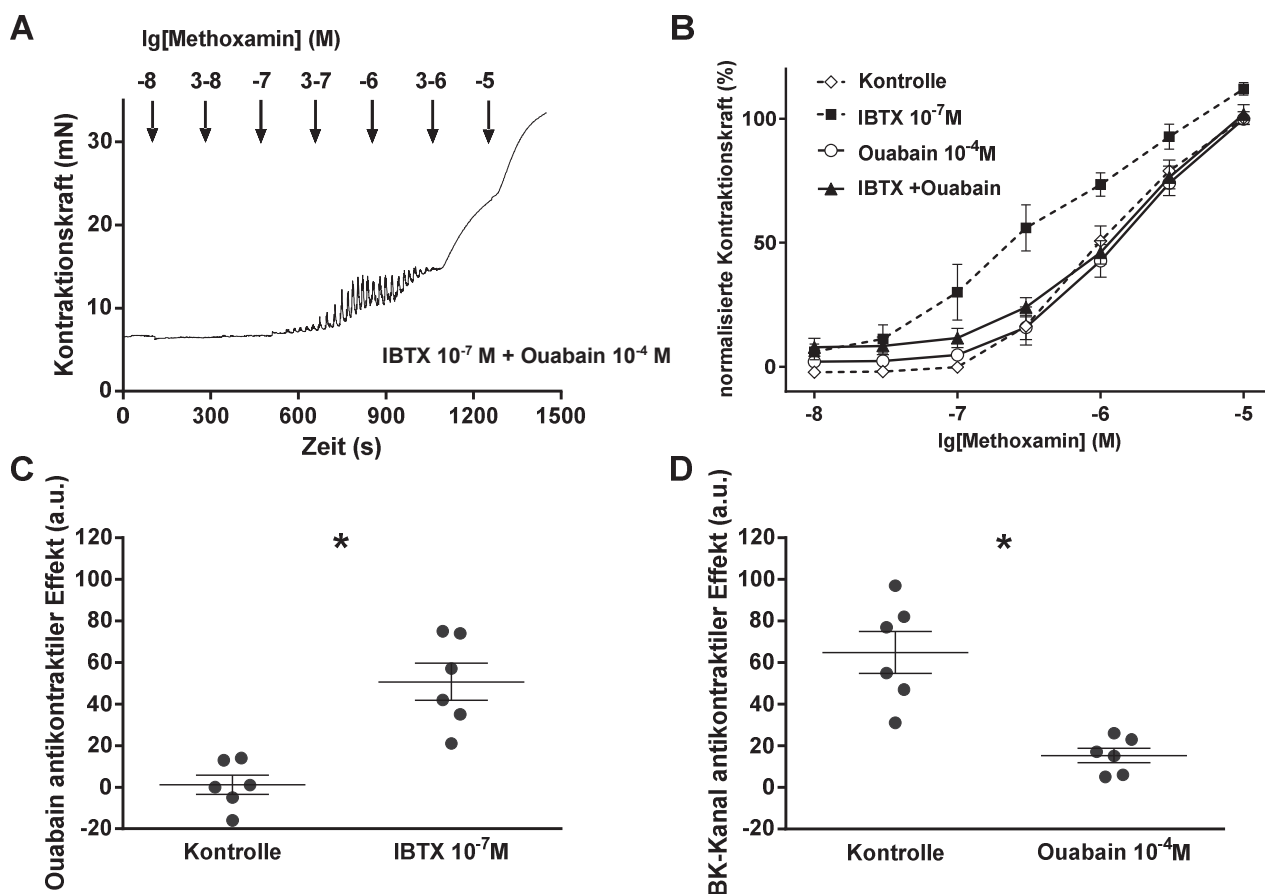 A
lg[Methoxamin] (M)
-8 3-8 -7 3-7 -6 3-6 -5
Kontraktionskraft (mN)
30
20
10
0
IBTX 10-7 M + Ouabain 10-4 M
0 300 600 900 1200 1500
Zeit (s)
B
normalisierte Kontraktionskraft (%)
Kontrolle
IBTX 10-7M
Ouabain 10-4M
IBTX +Ouabain
100
50
0
-8 -7 -6 -5
lg[Methoxamin] (M)
C
Ouabain antikontraktiler Effekt (a.u.)
120
100
80
60
40
20
0
-20
*
Kontrolle IBTX 10-7M
D
BK-Kanal antikontraktiler Effekt (a.u.)
120
100
80
60
40
20
0
-20
*
Kontrolle Ouabain 10-4M